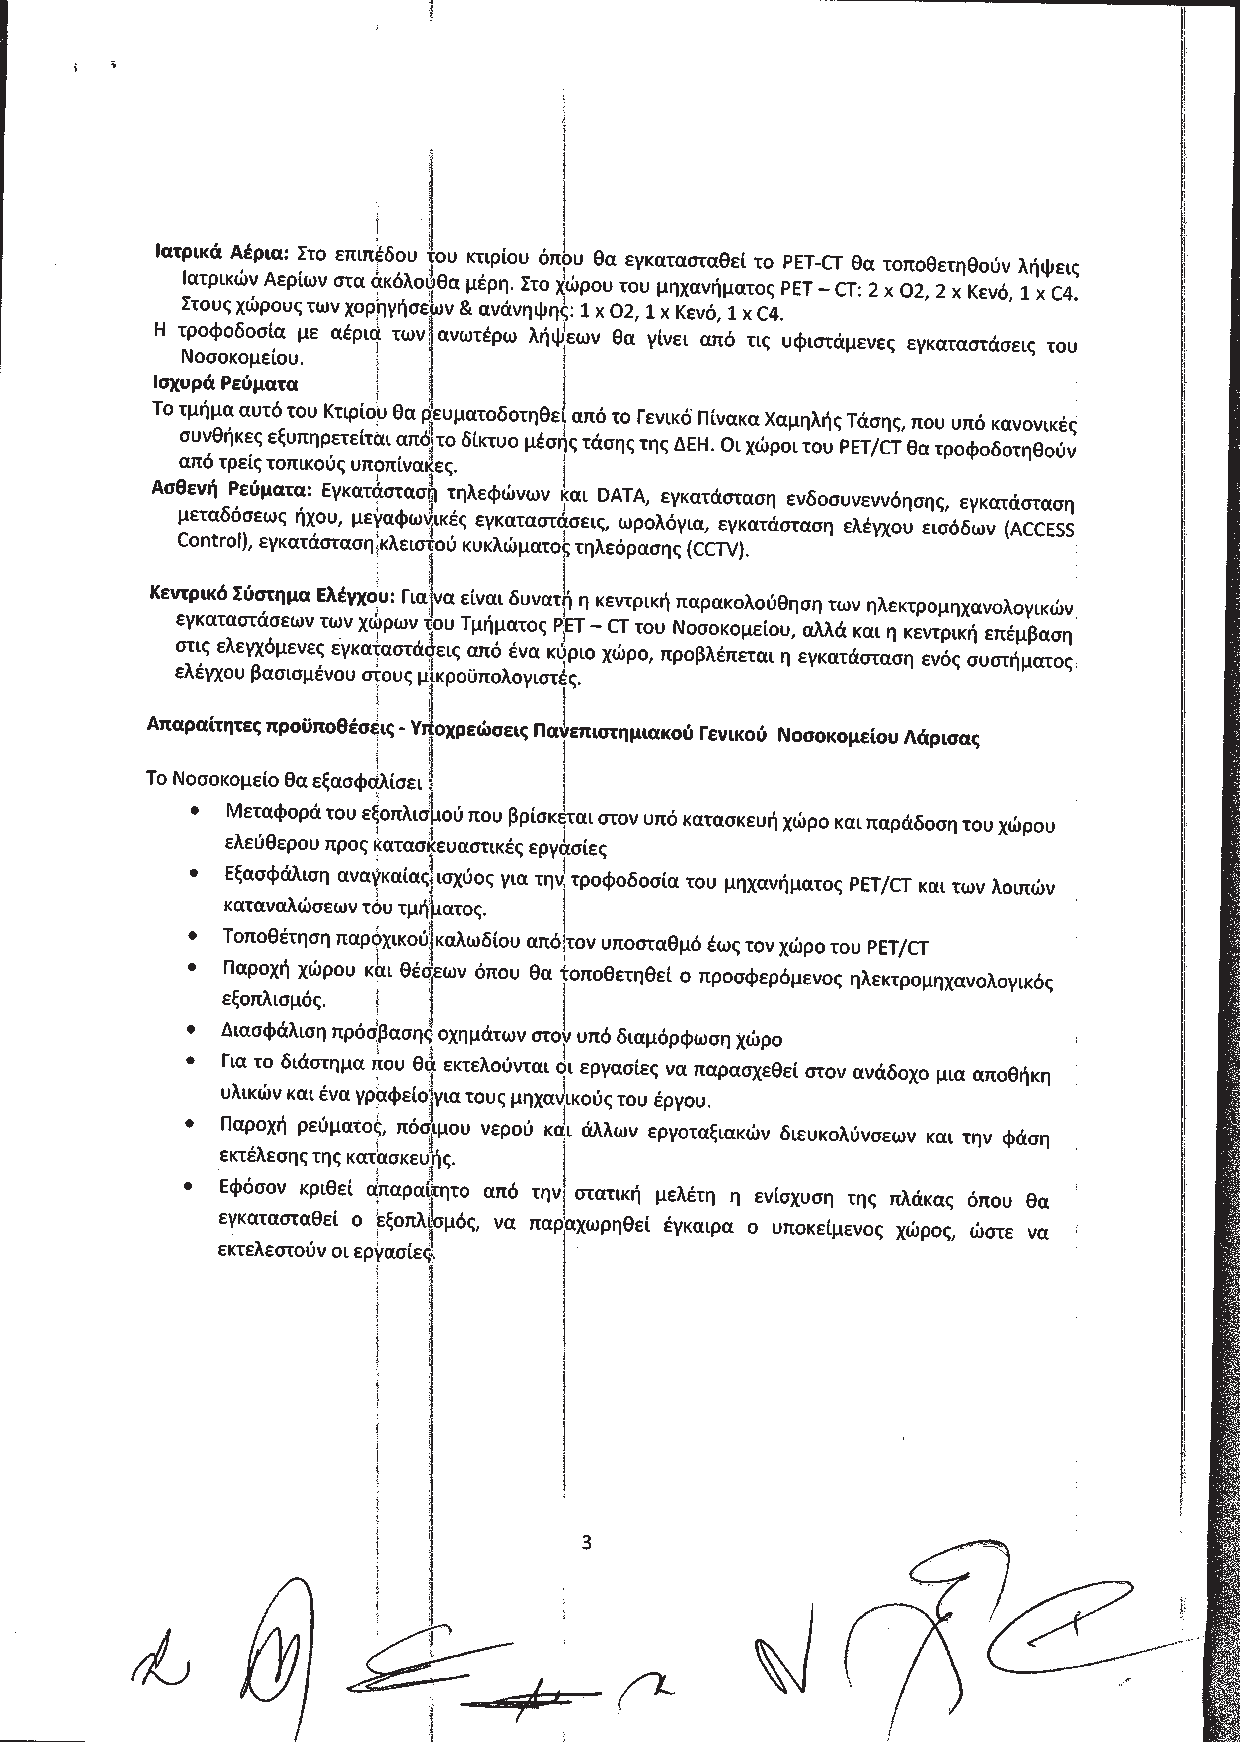 Ιατρικά Αέρια: Στο επιπέδου του κτιρίου όπου θα εγκατασταθεί το PET-CT θα τοποθετηθούν λήψεις
Ιατρικών Αερίων στα ακόλουθα μέρη. Στο χώρου του μηχανήματος PET – CT: 2 x O2, 2 x Κενό, 1 x C4.
Στους χώρους των χορηγήσεων & ανάνηψης: 1 x O2, 1 x Κενό, 1 x C4.
Η τροφοδοσία με αέρια των ανωτέρω λήψεων θα γίνει από τις υφιστάμενες εγκαταστάσεις του
Νοσοκομείου.
Ισχυρά Ρεύματα
Το τμήμα αυτό του Κτιρίου θα ρευματοδοτηθεί από το Γενικό Πίνακα Χαμηλής Τάσης, που υπό κανονικές
συνθήκες εξυπηρετείται από το δίκτυο μέσης τάσης της ΔΕΗ. Οι χώροι του PET/CT θα τροφοδοτηθούν
από τρείς τοπικούς υποπίνακες.
Ασθενή Ρεύματα: Εγκατάσταση τηλεφώνων και DATA, εγκατάσταση ενδοσυνεννόησης, εγκατάσταση
μεταδόσεως ήχου, μεγαφωνικές εγκαταστάσεις, ωρολόγια, εγκατάσταση ελέγχου εισόδων (ACCESS
Control), εγκατάσταση κλειστού κυκλώματος τηλεόρασης (CCTV).
Κεντρικό Σύστημα Ελέγχου: Για να είναι δυνατή η κεντρική παρακολούθηση των ηλεκτρομηχανολογικών
εγκαταστάσεων των χώρων του Τμήματος PET – CT του Νοσοκομείου, αλλά και η κεντρική επέμβαση
στις ελεγχόμενες εγκαταστάσεις από ένα κύριο χώρο, προβλέπεται η εγκατάσταση ενός συστήματος
ελέγχου βασισμένου στους μικροϋπολογιστές.
Απαραίτητες προϋποθέσεις - Υποχρεώσεις Πανεπιστημιακού Γενικού Νοσοκομείου Λάρισας
Το Νοσοκομείο θα εξασφαλίσει :
• Μεταφορά του εξοπλισμού που βρίσκεται στον υπό κατασκευή χώρο και παράδοση του χώρου
ελεύθερου προς κατασκευαστικές εργασίες
• Εξασφάλιση αναγκαίας ισχύος για την τροφοδοσία του μηχανήματος PET/CT και των λοιπών
καταναλώσεων του τμήματος.
• Τοποθέτηση παροχικού καλωδίου από τον υποσταθμό έως τον χώρο του PET/CT
• Παροχή χώρου και θέσεων όπου θα τοποθετηθεί ο προσφερόμενος ηλεκτρομηχανολογικός
εξοπλισμός.
• Διασφάλιση πρόσβασης οχημάτων στον υπό διαμόρφωση χώρο
• Για το διάστημα που θα εκτελούνται οι εργασίες να παρασχεθεί στον ανάδοχο μια αποθήκη
υλικών και ένα γραφείο για τους μηχανικούς του έργου.
• Παροχή ρεύματος, πόσιμου νερού και άλλων εργοταξιακών διευκολύνσεων και την φάση
εκτέλεσης της κατασκευής.
• Εφόσον κριθεί απαραίτητο από την στατική μελέτη η ενίσχυση της πλάκας όπου θα
εγκατασταθεί ο εξοπλισμός, να παραχωρηθεί έγκαιρα ο υποκείμενος χώρος, ώστε να
εκτελεστούν οι εργασίες.
3